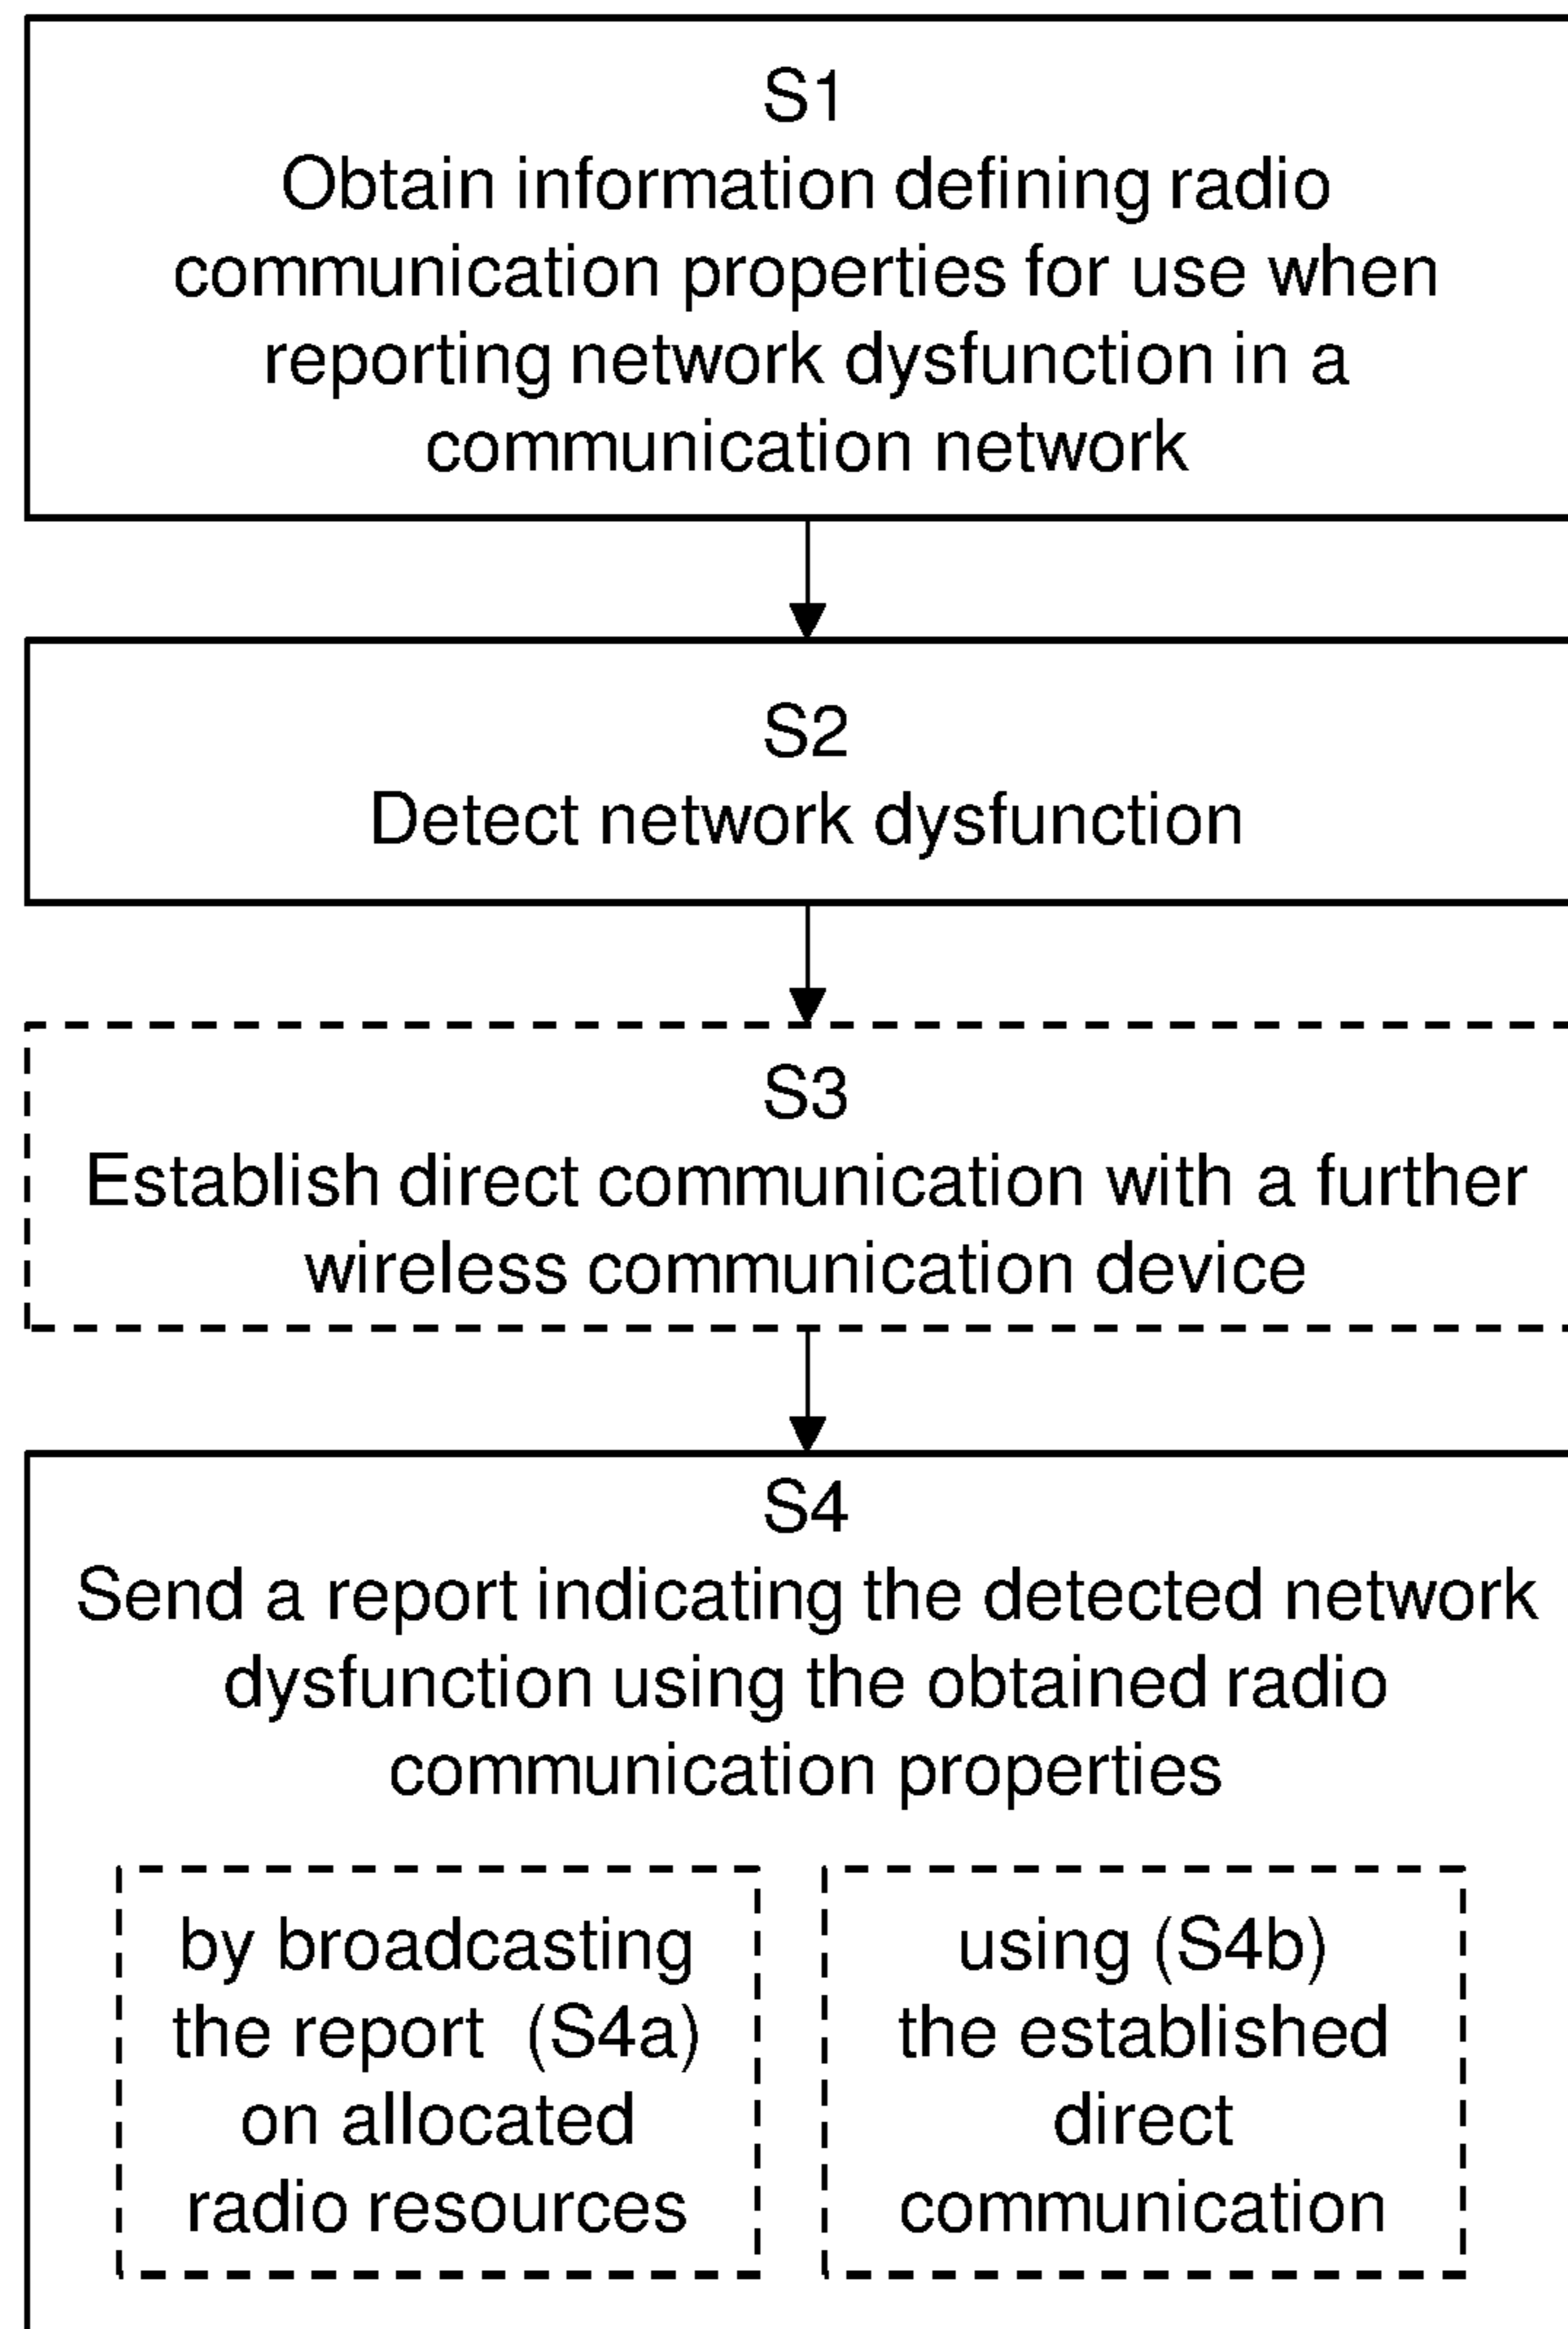 S1
Obtain information defining radio
communication properties for use when
reporting network dysfunction in a
communication network
S2
Detect network dysfunction
S3
Establish direct communication with a further
wireless communication device
S4
Send a report indicating the detected network
dysfunction using the obtained radio
communication properties
by broadcasting
the report (S4a)
on allocated
radio resources
using (S4b)
the established
direct
communication